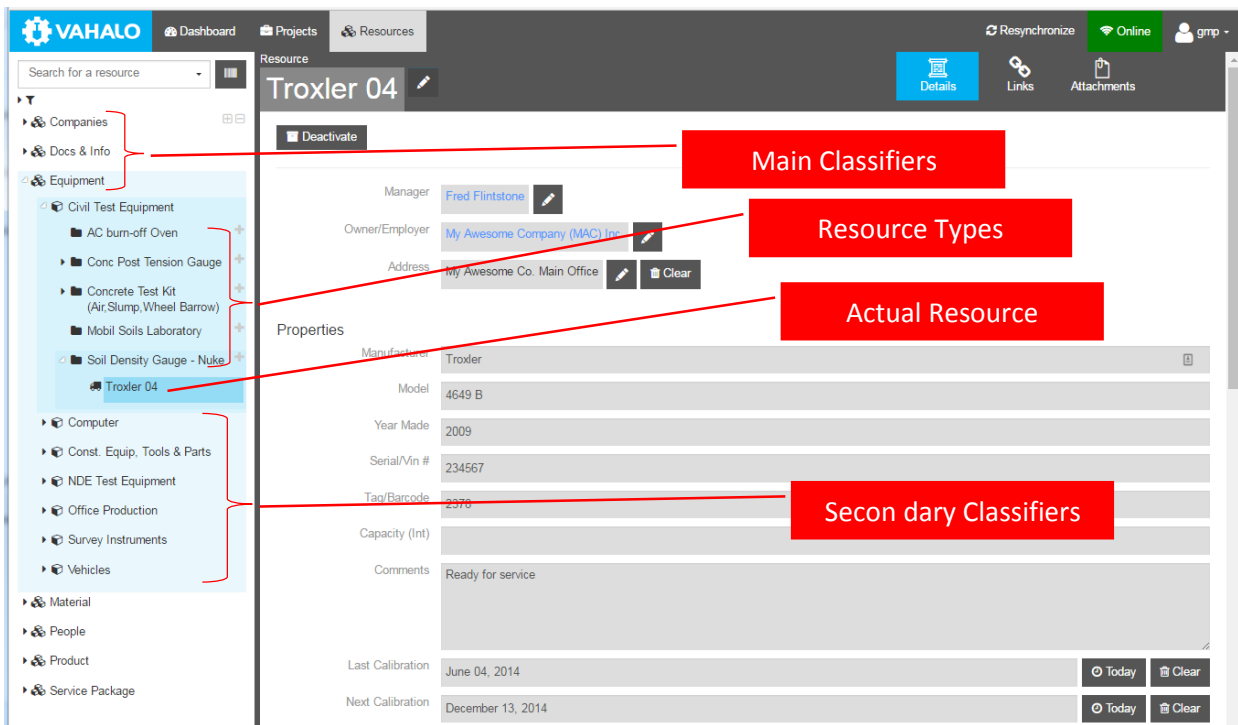 VAHALO Dashboard Projects Resources Resynchronize Online gmp
Search for a resource
Companies
Docs & Info
Equipment
Civil Test Equipment
AC burn-off Oven
Conc Post Tension Gauge
Concrete Test Kit
(Air,Slump,Wheel Barrow)
Mobil Soils Laboratory
Soil Density Gauge - Nuke
Troxler 04
Computer
Const. Equip, Tools & Parts
NDE Test Equipment
Office Production
Survey Instruments
Vehicles
Material
People
Product
Service Package
Resource
Troxler 04
Details Links Attachments
Deactivate
Main Classifiers
Manager Fred Flintstone
Resource Types
Owner/Employer My Awesome Company (MAC) Inc.
Address My Awesome Co. Main Office Clear
Actual Resource
Properties
Manufacturer Troxler
Model 4649 B
Year Made 2009
Serial/Vin # 234567
Tag/Barcode 2378
Secon dary Classifiers
Capacity (Int)
Comments Ready for service
Last Calibration June 04, 2014 Today Clear
Next Calibration December 13, 2014 Today Clear